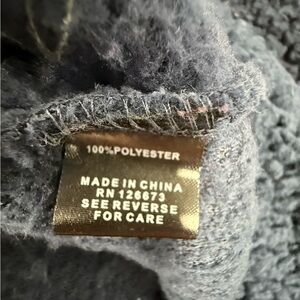 100%POLYESTER
MADE IN CHINA
RN 126673
SEE REVERSE
FOR CARE